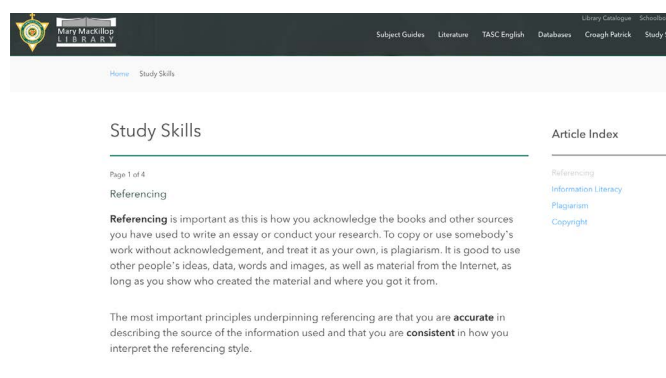 Library Catalogue
Mary MacKillop
LIBRARY
Subject Guides Literature TASC English Databases Croagh Patrick Study
Home Study Skills
Study Skills
Article Index
Page 1 of 4
Referencing
Referencing
Information Literacy
Plagiarism
Copyright
Referencing is important as this is how you acknowledge the books and other sources
you have used to write an essay or conduct your research. To copy or use somebody's
work without acknowledgement, and treat it as your own, is plagiarism. It is good to use
other people's ideas, data, words and images, as well as material from the Internet, as
long as you show who created the material and where you got it from.
The most important principles underpinning referencing are that you are accurate in
describing the source of the information used and that you are consistent in how you
interpret the referencing style.